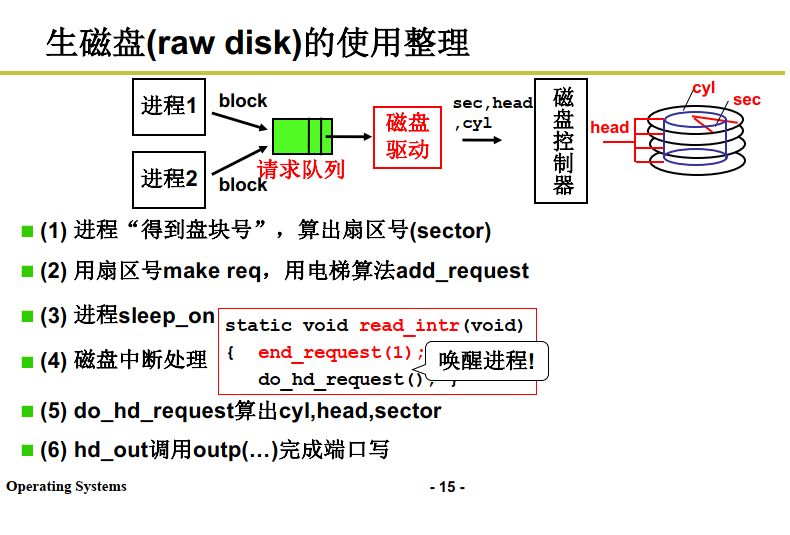 生磁盘(raw disk)的使用整理
进程1
block
进程2
block
请求队列
磁盘
驱动
sec,head
,cyl
磁盘控制器
head
cyl
sec
(1) 进程“得到盘块号”，算出扇区号(sector)
(2) 用扇区号make req，用电梯算法add_request
(3) 进程sleep_on
(4) 磁盘中断处理
static void read_intr(void)
{ end_request(1);
do_hd_request(); }
唤醒进程!
(5) do_hd_request算出cyl,head,sector
(6) hd_out调用outp(…)完成端口写
Operating Systems
- 15 -